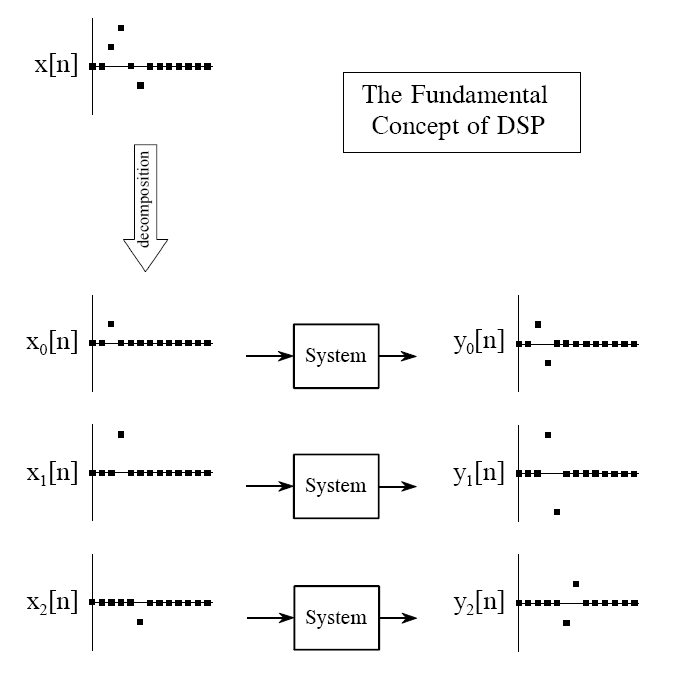 x[n]
The Fundamental
Concept of DSP
decomposition
x₀[n]
System
y₀[n]
x₁[n]
System
y₁[n]
x₂[n]
System
y₂[n]